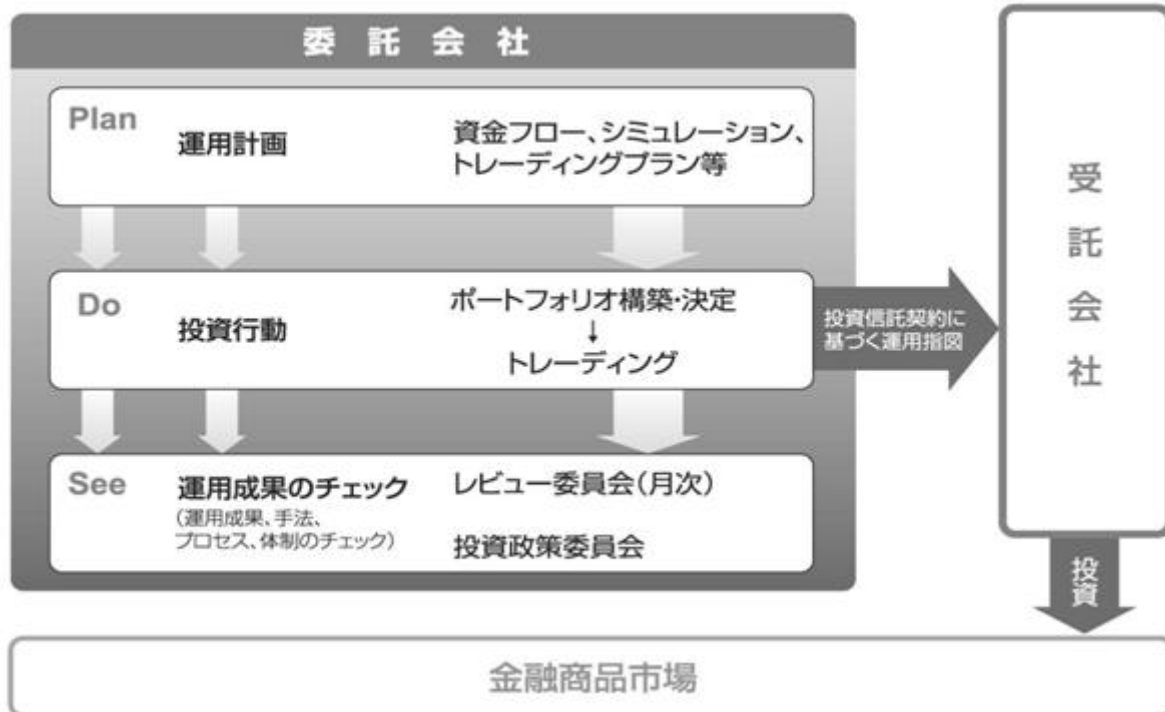 委託会社
Plan
運用計画
資金フロー、シミュレーション、
トレーディングプラン等
Do
投資行動
ポートフォリオ構築・決定
↓
トレーディング
投資信託契約に
基づく運用指図
See
運用成果のチェック
(運用成果、手法、
プロセス、体制のチェック)
レビュー委員会(月次)
投資政策委員会
受託会社
投資
金融商品市場